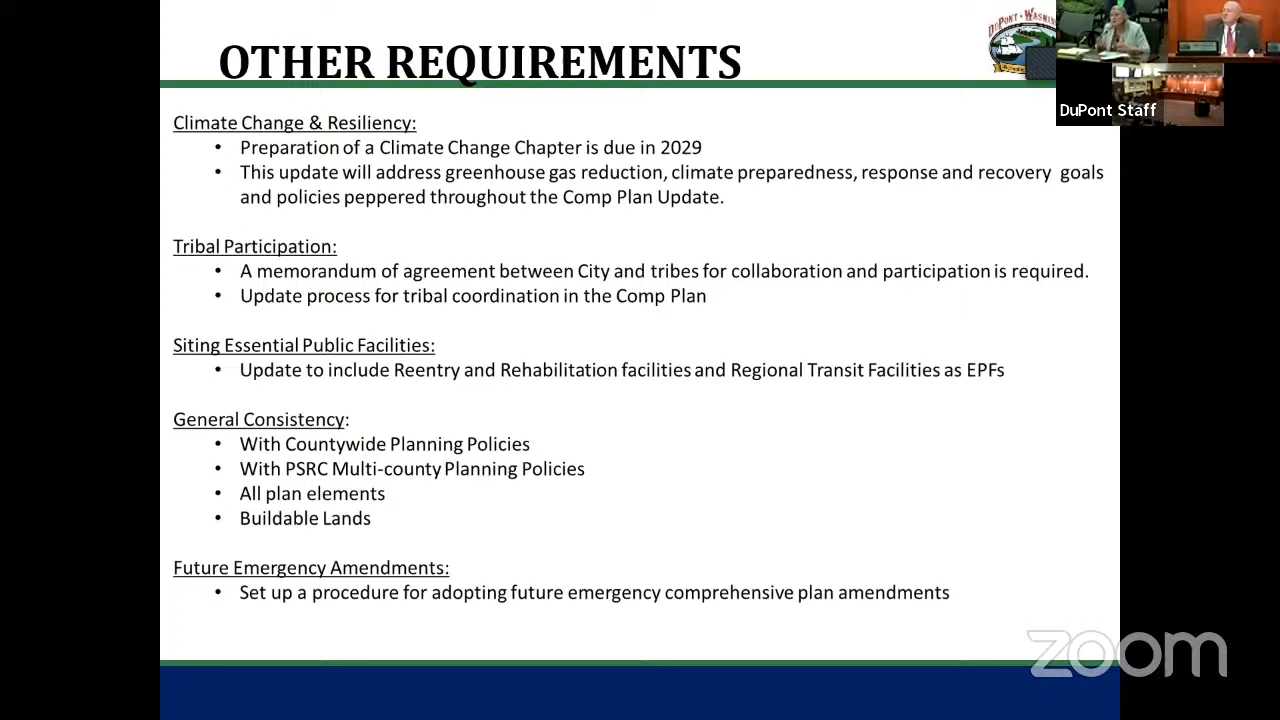 OTHER REQUIREMENTS
DuPont Staff
Climate Change & Resiliency:
• Preparation of a Climate Change Chapter is due in 2029
• This update will address greenhouse gas reduction, climate preparedness, response and recovery goals
and policies peppered throughout the Comp Plan Update.
Tribal Participation:
• A memorandum of agreement between City and tribes for collaboration and participation is required.
• Update process for tribal coordination in the Comp Plan
Siting Essential Public Facilities:
• Update to include Reentry and Rehabilitation facilities and Regional Transit Facilities as EPFs
General Consistency:
• With Countywide Planning Policies
• With PSRC Multi-county Planning Policies
• All plan elements
• Buildable Lands
Future Emergency Amendments:
• Set up a procedure for adopting future emergency comprehensive plan amendments
zoom